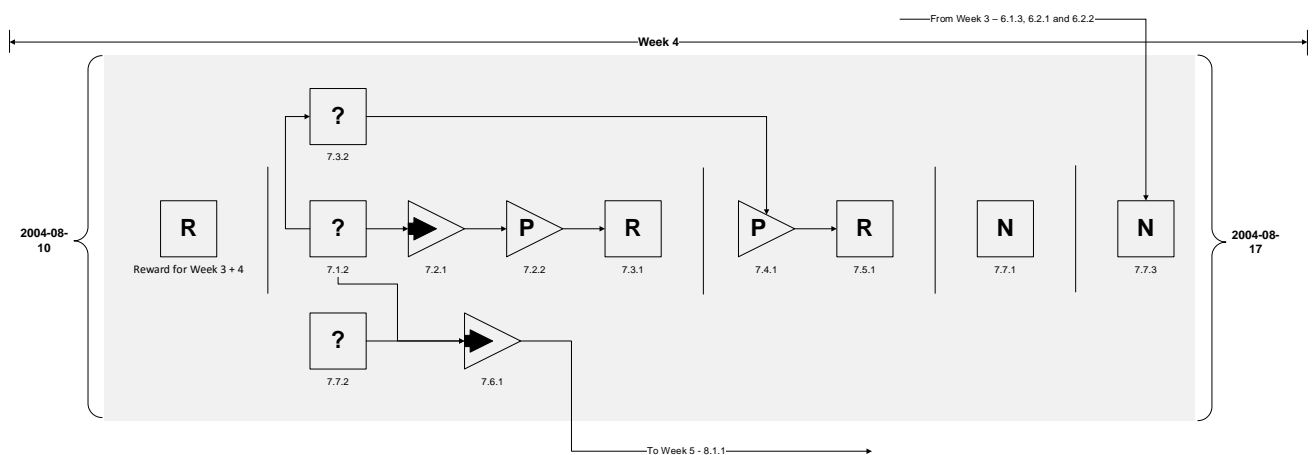 From Week 3 – 6.1.3, 6.2.1 and 6.2.2
Week 4
?
7.3.2
2004-08-
10
R
Reward for Week 3 + 4
?
7.1.2
7.2.1
P
7.2.2
R
7.3.1
P
7.4.1
R
7.5.1
N
7.7.1
N
7.7.3
2004-08-
17
?
7.7.2
7.6.1
To Week 5 - 8.1.1